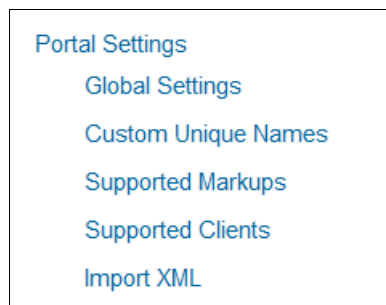 Portal Settings
Global Settings
Custom Unique Names
Supported Markups
Supported Clients
Import XML